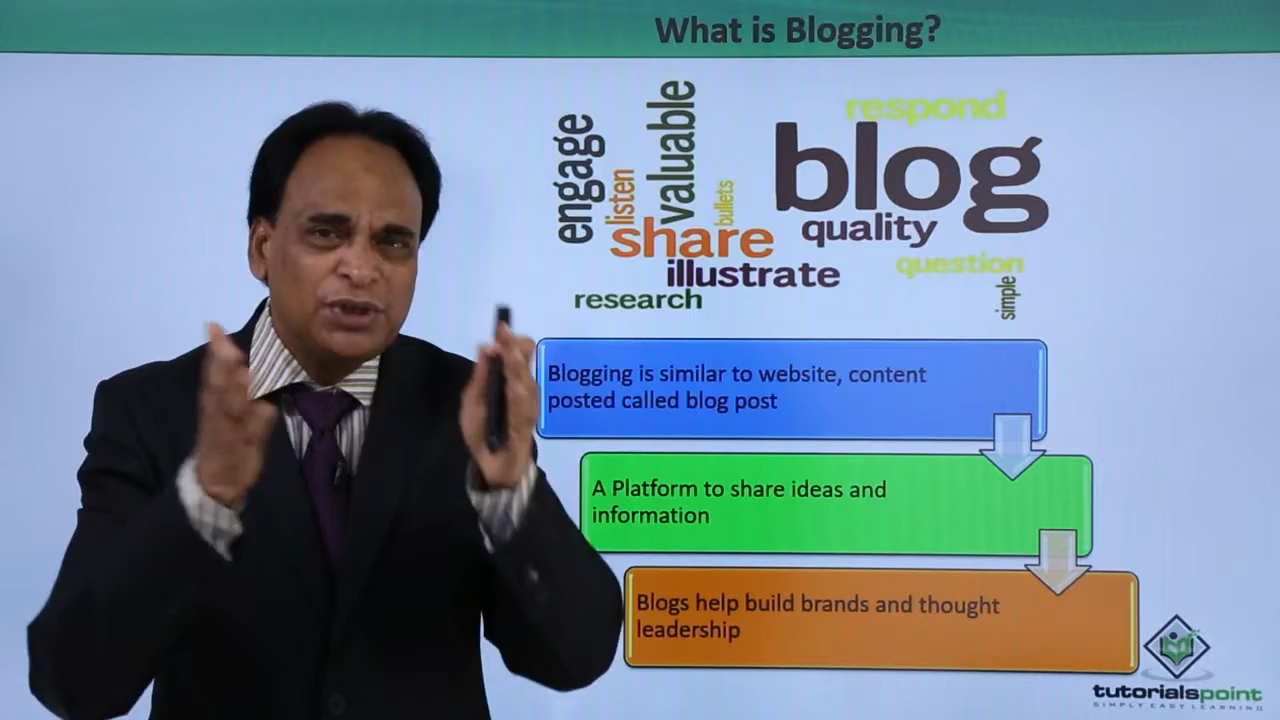 What is Blogging?
engage
listen
valuable
bullets
share
illustrate
research
respond
blog
quality
question
simple
Blogging is similar to website, content
posted called blog post
A Platform to share ideas and
information
Blogs help build brands and thought
leadership
tutorialspoint
SIMPLY EASY LEARNING